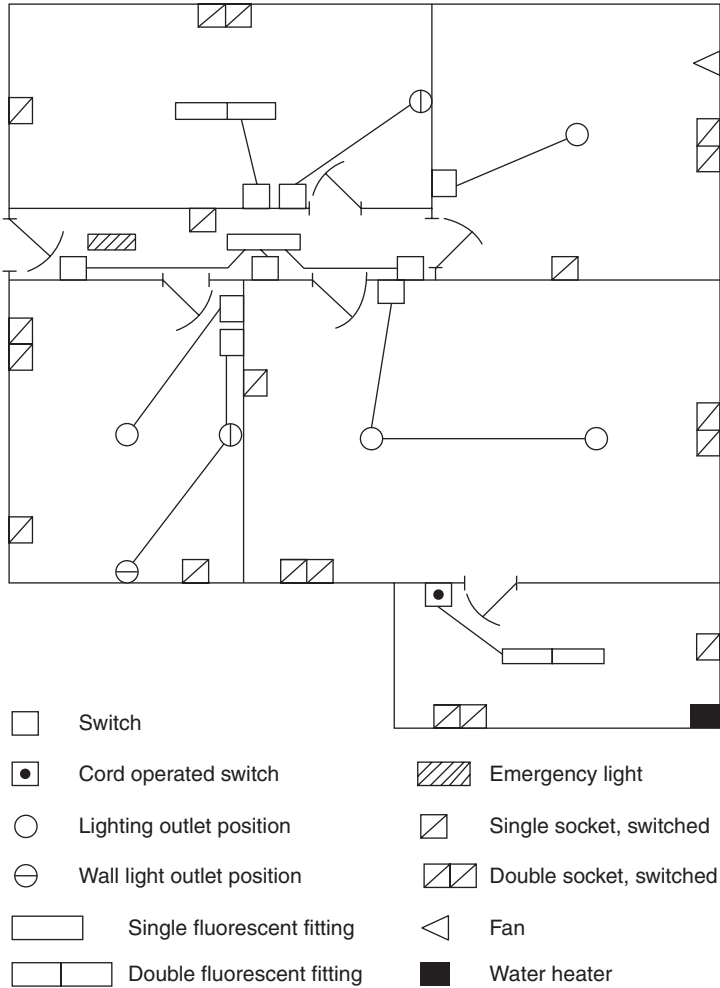 Switch
Cord operated switch
Emergency light
Lighting outlet position
Single socket, switched
Wall light outlet position
Double socket, switched
Single fluorescent fitting
Fan
Double fluorescent fitting
Water heater